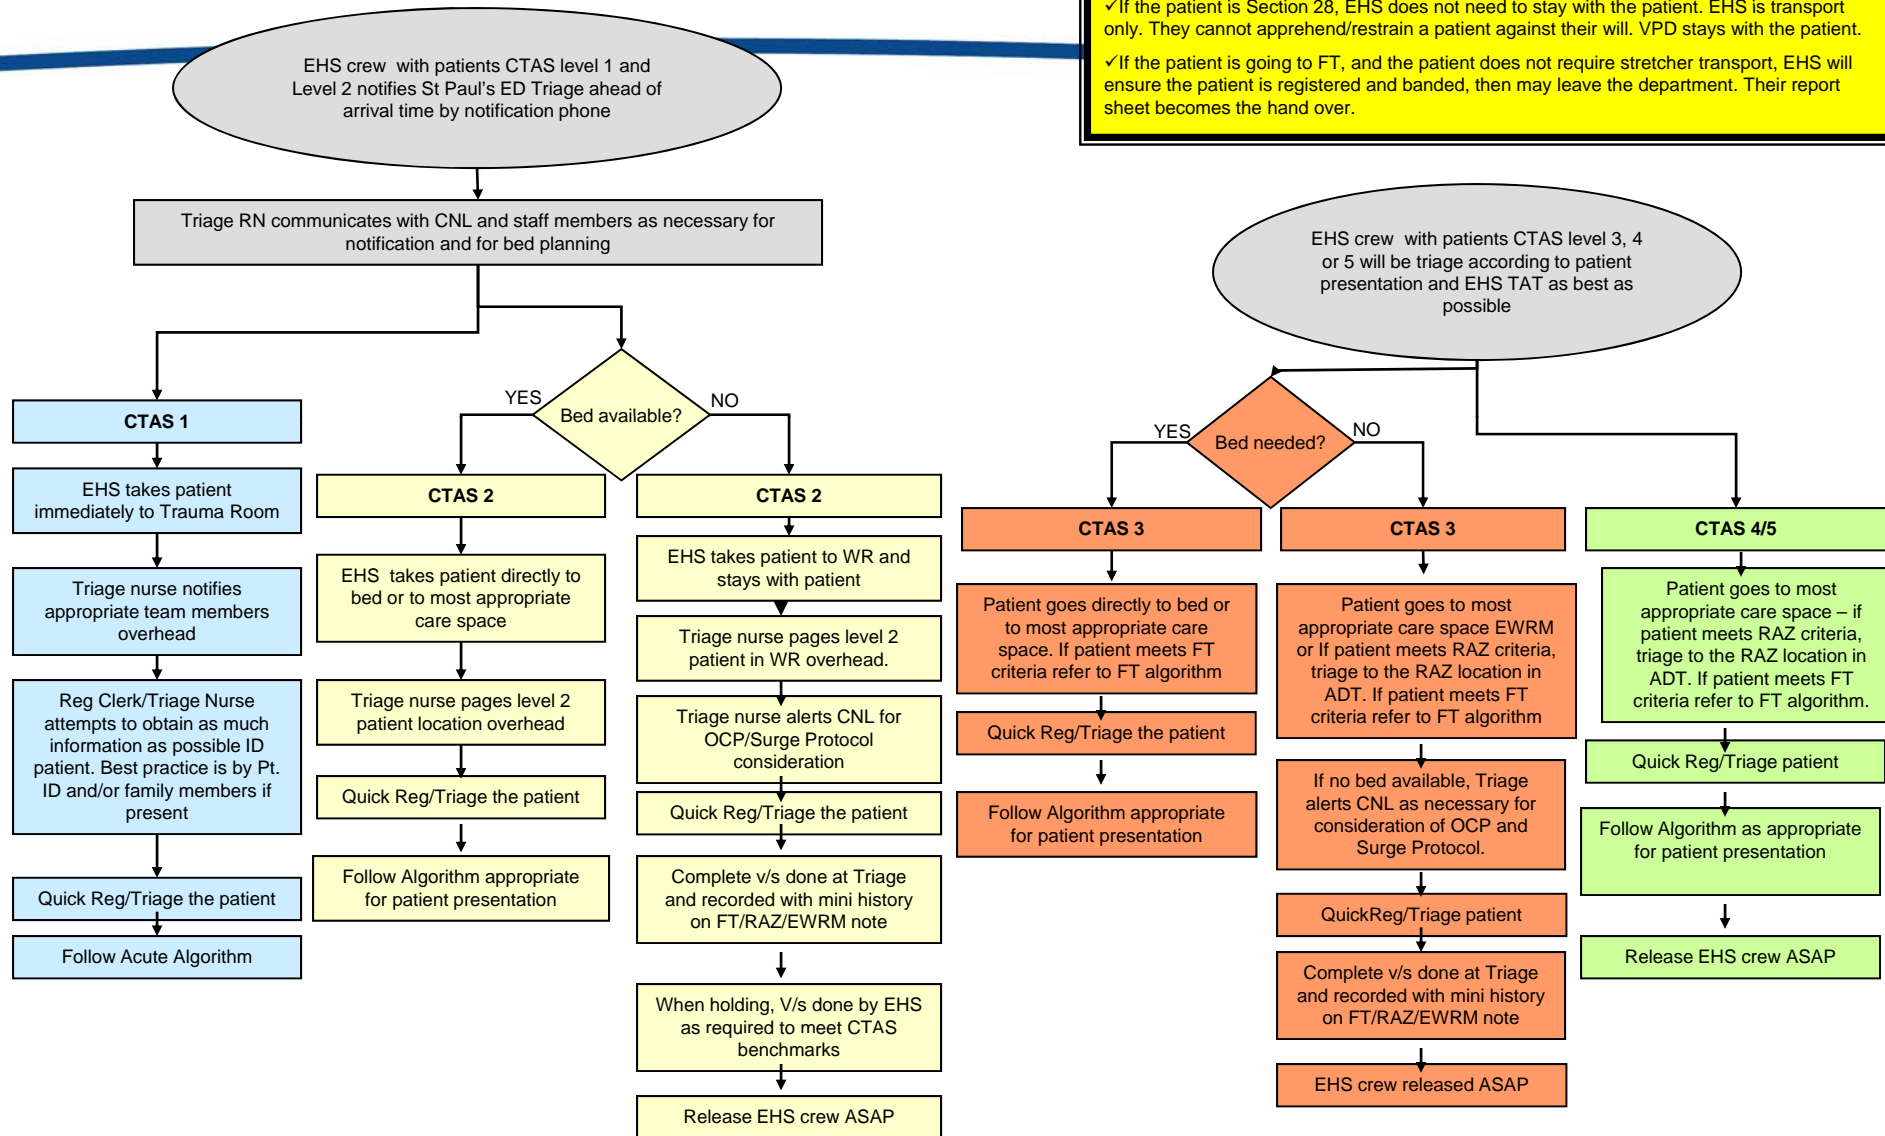 ✓If the patient is Section 28, EHS does not need to stay with the patient. EHS is transport
only. They cannot apprehend/restrain a patient against their will. VPD stays with the patient.
✓If the patient is going to FT, and the patient does not require stretcher transport, EHS will
ensure the patient is registered and banded, then may leave the department. Their report
sheet becomes the hand over.
EHS crew with patients CTAS level 1 and
Level 2 notifies St Paul's ED Triage ahead of
arrival time by notification phone
Triage RN communicates with CNL and staff members as necessary for
notification and for bed planning
CTAS 1
EHS takes patient
immediately to Trauma Room
Triage nurse notifies
appropriate team members
overhead
Reg Clerk/Triage Nurse
attempts to obtain as much
information as possible ID
patient. Best practice is by Pt.
ID and/or family members if
present
Quick Reg/Triage the patient
Follow Acute Algorithm
YES
Bed available?
NO
CTAS 2
EHS takes patient directly to
bed or to most appropriate
care space
Triage nurse pages level 2
patient location overhead
Quick Reg/Triage the patient
Follow Algorithm appropriate
for patient presentation
CTAS 2
EHS takes patient to WR and
stays with patient
Triage nurse pages level 2
patient in WR overhead.
Triage nurse alerts CNL for
OCP/Surge Protocol
consideration
Quick Reg/Triage the patient
Complete v/s done at Triage
and recorded with mini history
on FT/RAZ/EWRM note
When holding, V/s done by EHS
as required to meet CTAS
benchmarks
Release EHS crew ASAP
EHS crew with patients CTAS level 3, 4
or 5 will be triage according to patient
presentation and EHS TAT as best as
possible
YES
Bed needed?
NO
CTAS 3
Patient goes directly to bed or
to most appropriate care
space. If patient meets FT
criteria refer to FT algorithm
Quick Reg/Triage the patient
Follow Algorithm appropriate
for patient presentation
CTAS 3
Patient goes to most
appropriate care space EWRM
or If patient meets RAZ criteria,
triage to the RAZ location in
ADT. If patient meets FT
criteria refer to FT algorithm
If no bed available, Triage
alerts CNL as necessary for
consideration of OCP and
Surge Protocol.
QuickReg/Triage patient
Complete v/s done at Triage
and recorded with mini history
on FT/RAZ/EWRM note
EHS crew released ASAP
CTAS 4/5
Patient goes to most
appropriate care space – if
patient meets RAZ criteria,
triage to the RAZ location in
ADT. If patient meets FT
criteria refer to FT algorithm.
Quick Reg/Triage patient
Follow Algorithm as appropriate
for patient presentation
Release EHS crew ASAP